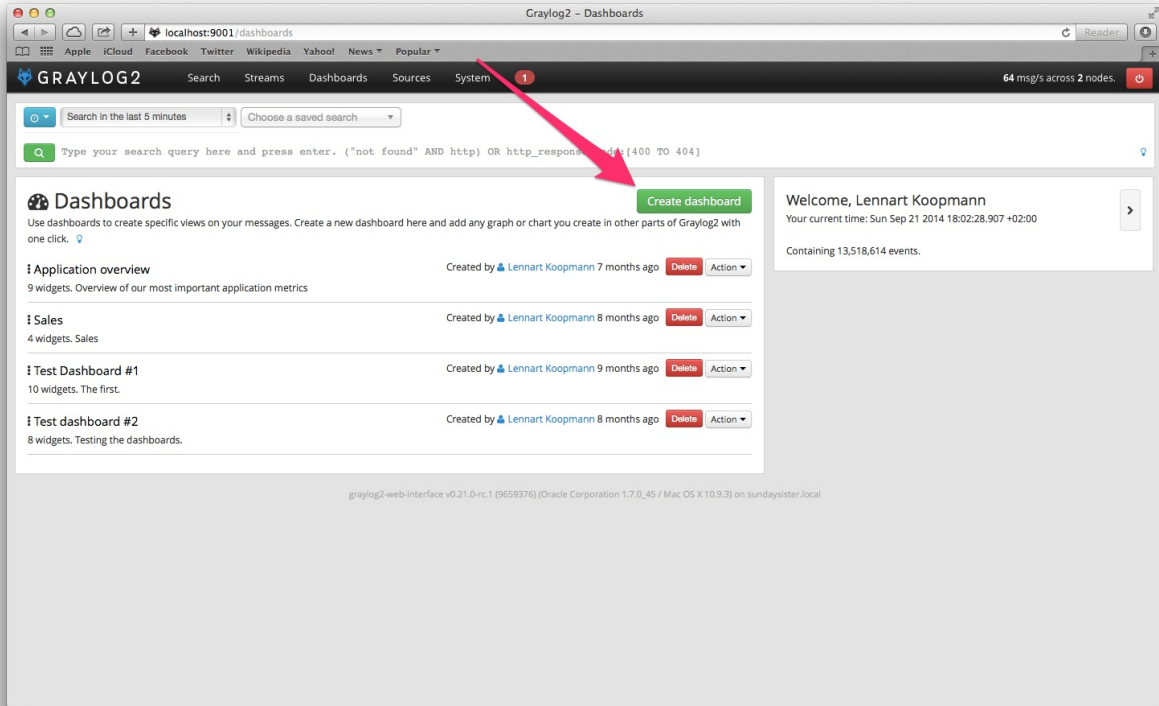 Graylog2 – Dashboards
localhost:9001/dashboards
Reader
Apple iCloud Facebook Twitter Wikipedia Yahoo! News Popular
GRAYLOG2 Search Streams Dashboards Sources System 1 64 msg/s across 2 nodes.
Search in the last 5 minutes Choose a saved search
Type your search query here and press enter. ("not found" AND http) OR [400 TO 404]
Dashboards Create dashboard
Use dashboards to create specific views on your messages. Create a new dashboard here and add any graph or chart you create in other parts of Graylog2 with
one click.
Application overview Created by Lennart Koopmann 7 months ago Delete Action
9 widgets. Overview of our most important application metrics
Sales Created by Lennart Koopmann 8 months ago Delete Action
4 widgets. Sales
Test Dashboard #1 Created by Lennart Koopmann 9 months ago Delete Action
10 widgets. The first.
Test dashboard #2 Created by Lennart Koopmann 8 months ago Delete Action
8 widgets. Testing the dashboards.
Welcome, Lennart Koopmann
Your current time: Sun Sep 21 2014 18:02:28.907 +02:00
Containing 13,518,614 events.
graylog2-web-interface v0.21.0-rc.1 (9659376) (Oracle Corporation 1.7.0_45 / Mac OS X 10.9.3) on sundaysister.local